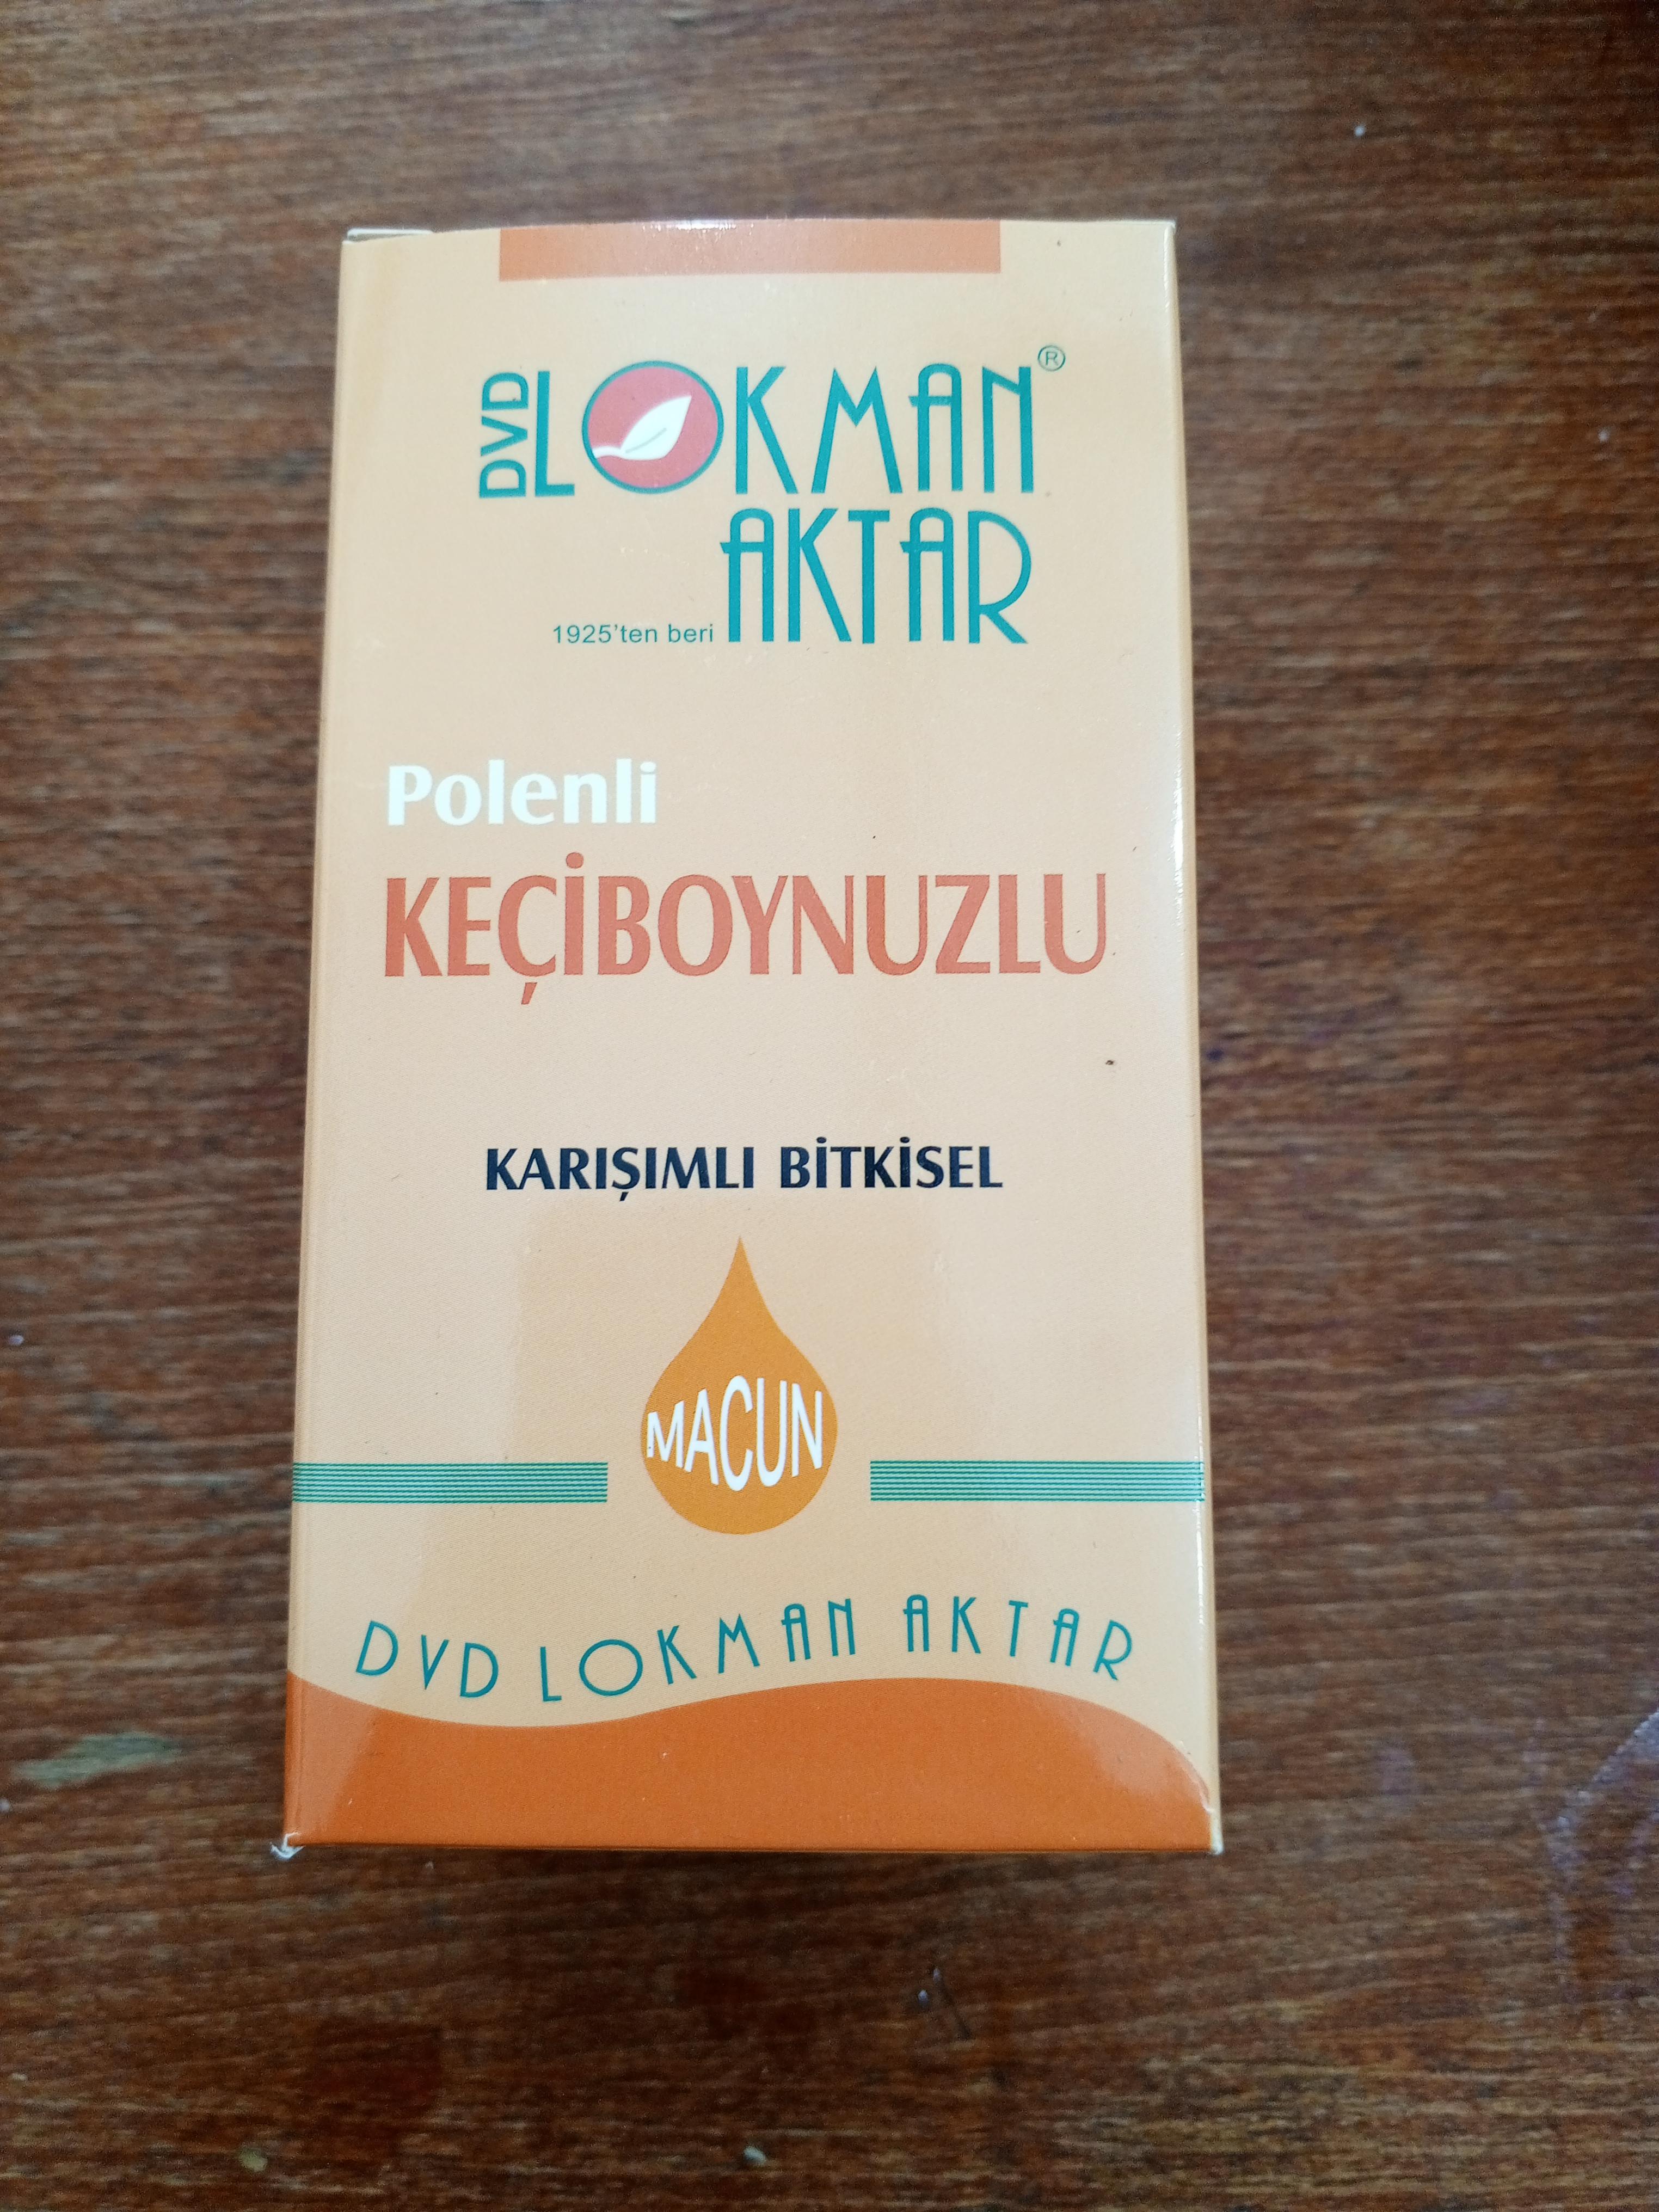 DVD LOKMAN®
AKTAR
1925'ten beri
Polenli
KEÇİBOYNUZLU
KARIŞIMLI BİTKİSEL
MACUN
DVD LOKMAN AKTAR